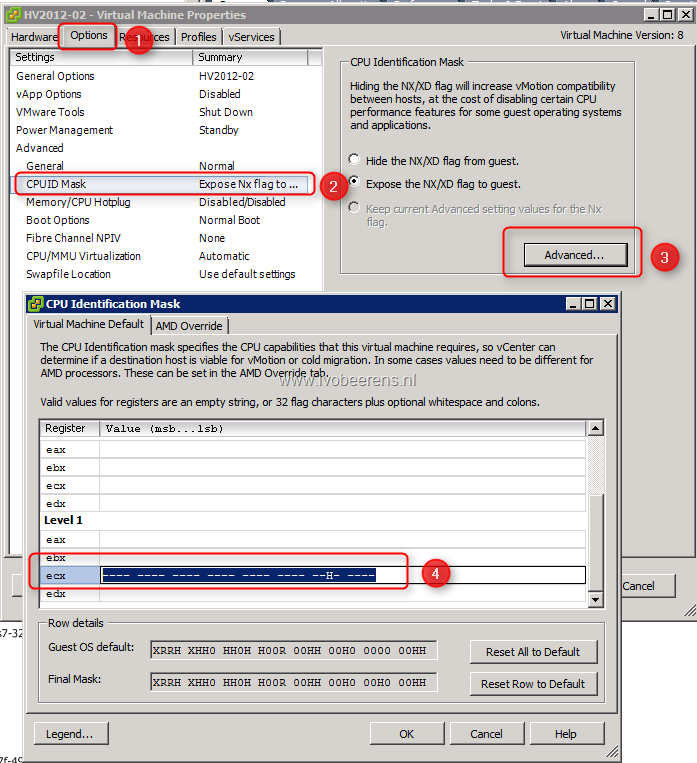 HV2012-02 - Virtual Machine Properties
Hardware Options Resources Profiles vServices
Virtual Machine Version: 8
1
Settings Summary
General Options HV2012-02
vApp Options Disabled
VMware Tools Shut Down
Power Management Standby
Advanced
General Normal
CPUID Mask Expose Nx flag to ...
2
Memory/CPU Hotplug Disabled/Disabled
Boot Options Normal Boot
Fibre Channel NPIV None
CPU/MMU Virtualization Automatic
Swapfile Location Use default settings
CPU Identification Mask
Hiding the NX/XD flag will increase vMotion compatibility
between hosts, at the cost of disabling certain CPU
performance features for some guest operating systems
and applications.
Hide the NX/XD flag from guest.
Expose the NX/XD flag to guest.
Keep current Advanced setting values for the Nx
flag.
Advanced...
3
CPU Identification Mask
Virtual Machine Default AMD Override
The CPU Identification mask specifies the CPU capabilities that this virtual machine requires, so vCenter can
determine if a destination host is viable for vMotion or cold migration. In some cases values need to be different for
AMD processors. These can be set in the AMD Override tab.
www.ivobeerens.nl
Valid values for registers are an empty string, or 32 flag characters plus optional whitespace and colons.
Register Value (msb...lsb)
eax
ebx
ecx
edx
Level 1
eax
ebx
ecx ---- ---- ---- ---- ---- ---- --H- ----
4
edx
Row details
Guest OS default: XRRH XHH0 HH0H H00R 00HH 00H0 0000 00HH
Reset All to Default
Final Mask: XRRH XHH0 HH0H H00R 00HH 00H0 00H0 00HH
Reset Row to Default
Legend... OK Cancel Help
Cancel
s7-32
7f-49